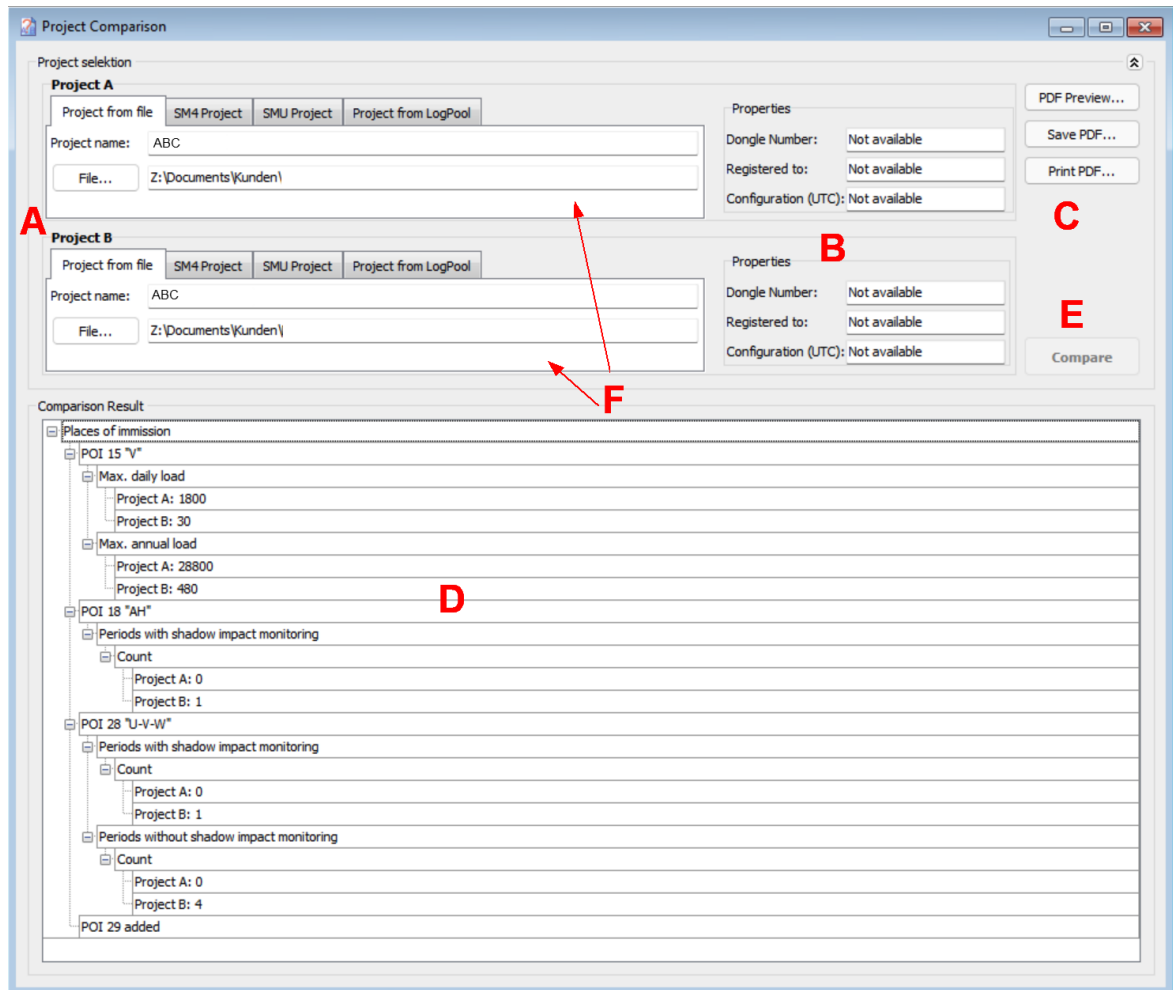 Project Comparison
Project selektion
Project A
Project from file SM4 Project SMU Project Project from LogPool
Project name: ABC
File... Z:\Documents\Kunden\
Properties
Dongle Number: Not available
Registered to: Not available
Configuration (UTC): Not available
PDF Preview...
Save PDF...
Print PDF...
A
B
C
Project B
Project from file SM4 Project SMU Project Project from LogPool
Project name: ABC
File... Z:\Documents\Kunden\
Properties
Dongle Number: Not available
Registered to: Not available
Configuration (UTC): Not available
E
Compare
F
Comparison Result
Places of immission
POI 15 "V"
Max. daily load
Project A: 1800
Project B: 30
Max. annual load
Project A: 28800
Project B: 480
D
POI 18 "AH"
Periods with shadow impact monitoring
Count
Project A: 0
Project B: 1
POI 28 "U-V-W"
Periods with shadow impact monitoring
Count
Project A: 0
Project B: 1
Periods without shadow impact monitoring
Count
Project A: 0
Project B: 4
POI 29 added